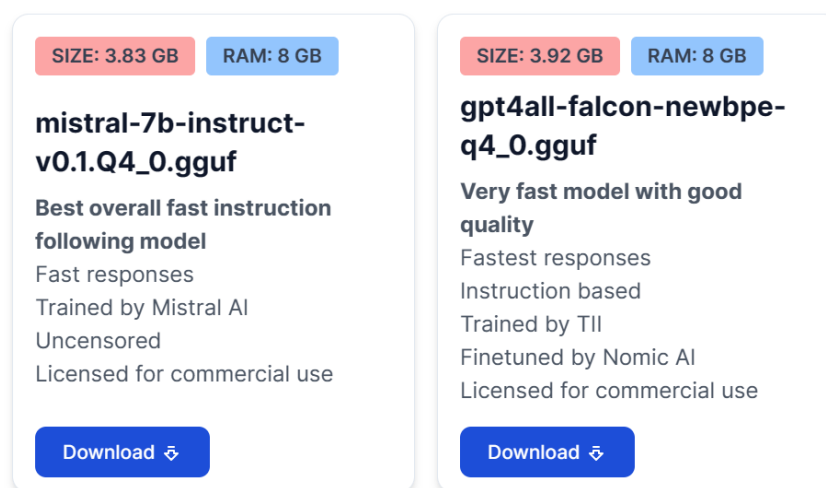 SIZE: 3.83 GB
RAM: 8 GB
mistral-7b-instruct-
v0.1.Q4_0.gguf
Best overall fast instruction
following model
Fast responses
Trained by Mistral AI
Uncensored
Licensed for commercial use
Download
SIZE: 3.92 GB
RAM: 8 GB
gpt4all-falcon-newbpe-
q4_0.gguf
Very fast model with good
quality
Fastest responses
Instruction based
Trained by TII
Finetuned by Nomic AI
Licensed for commercial use
Download